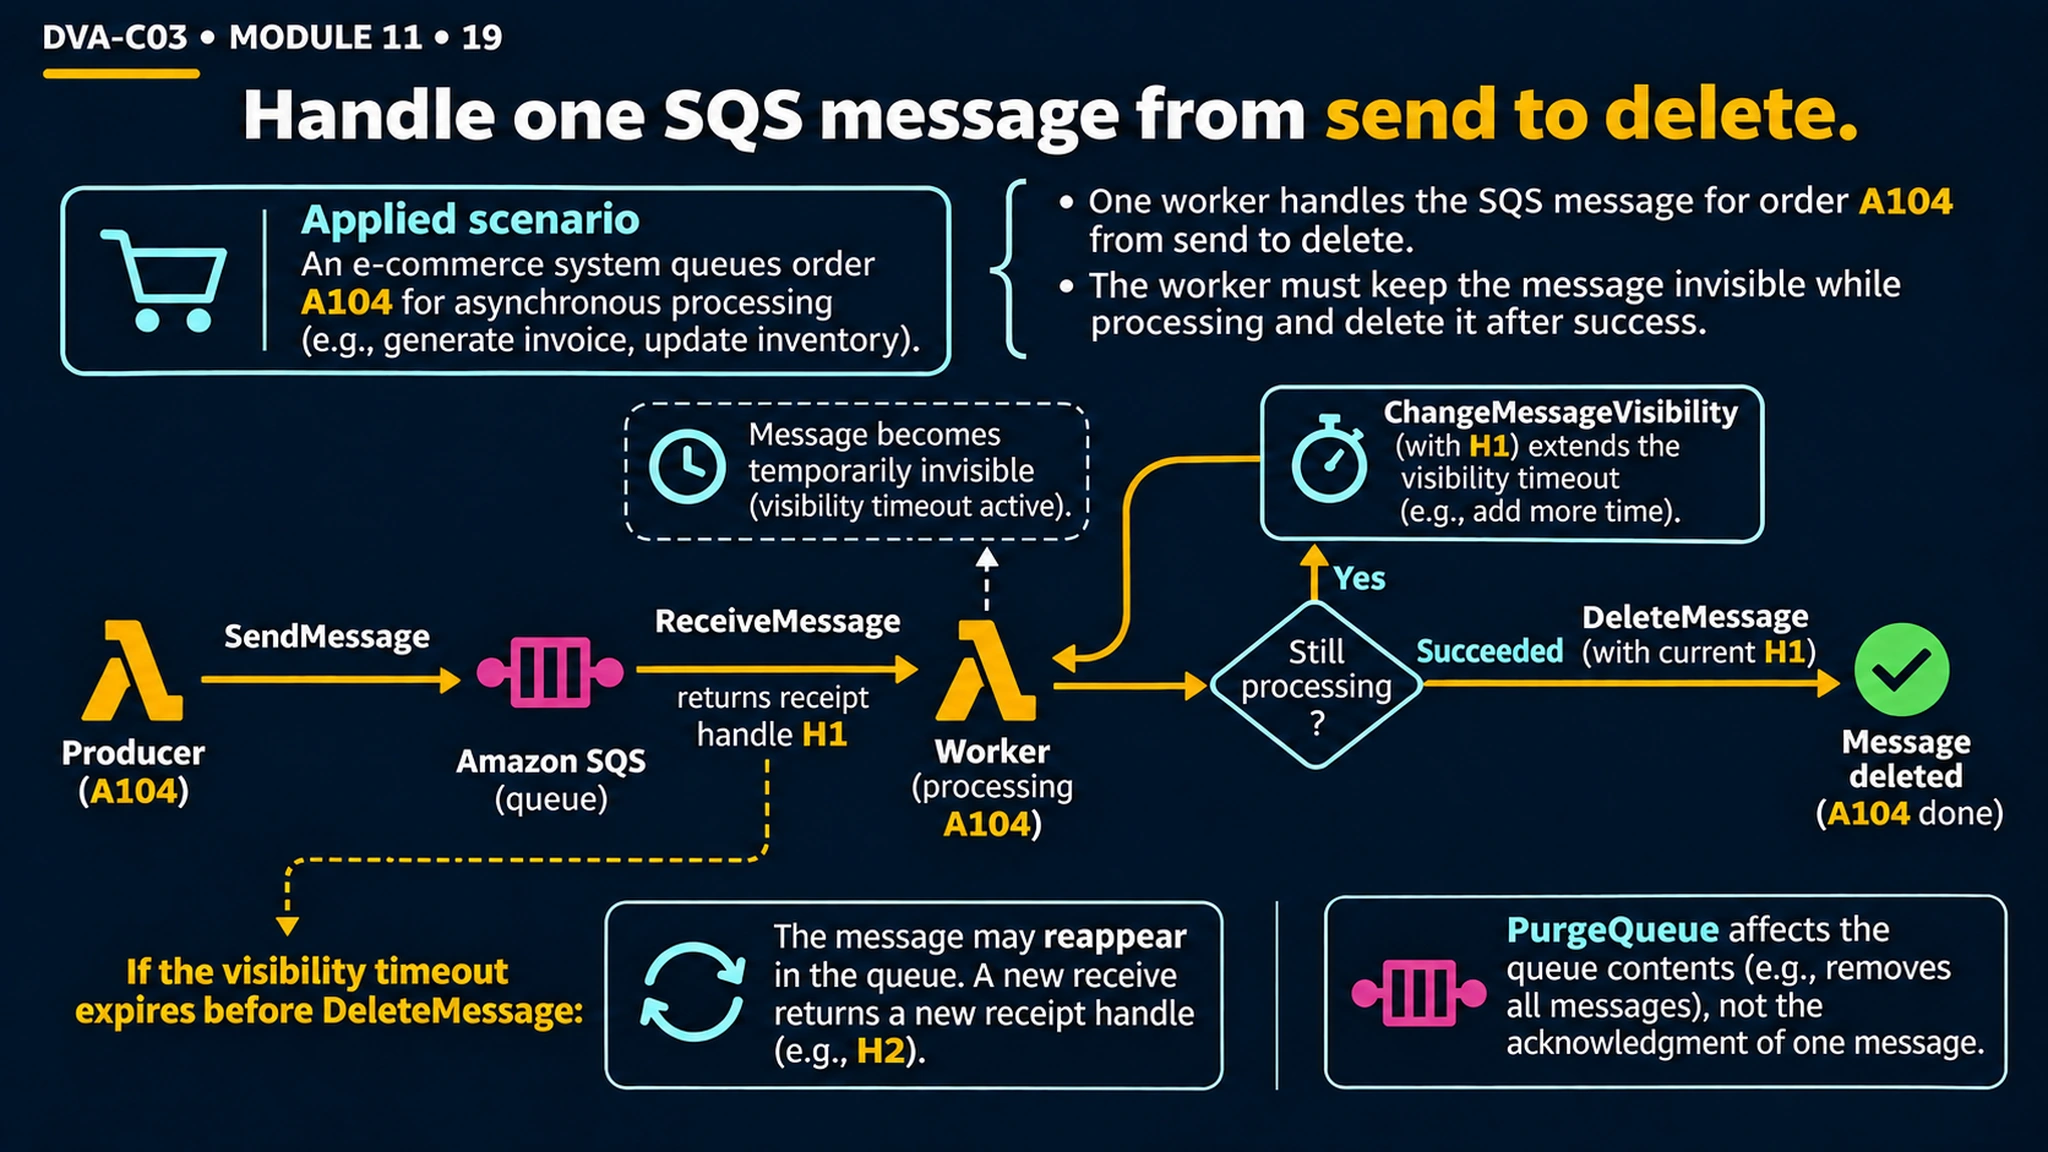 DVA-C03 • MODULE 11 • 19
Handle one SQS message from send to delete.
Applied scenario
An e-commerce system queues order
A104 for asynchronous processing
(e.g., generate invoice, update inventory).
• One worker handles the SQS message for order A104
from send to delete.
• The worker must keep the message invisible while
processing and delete it after success.
Message becomes
temporarily invisible
(visibility timeout active).
ChangeMessageVisibility
(with H1) extends the
visibility timeout
(e.g., add more time).
Yes
SendMessage
ReceiveMessage
returns receipt
handle H1
Still
processing
?
Succeeded
DeleteMessage
(with current H1)
Producer
(A104)
Amazon SQS
(queue)
Worker
(processing
A104)
Message
deleted
(A104 done)
If the visibility timeout
expires before DeleteMessage:
The message may reappear
in the queue. A new receive
returns a new receipt handle
(e.g., H2).
PurgeQueue affects the
queue contents (e.g., removes
all messages), not the
acknowledgment of one message.